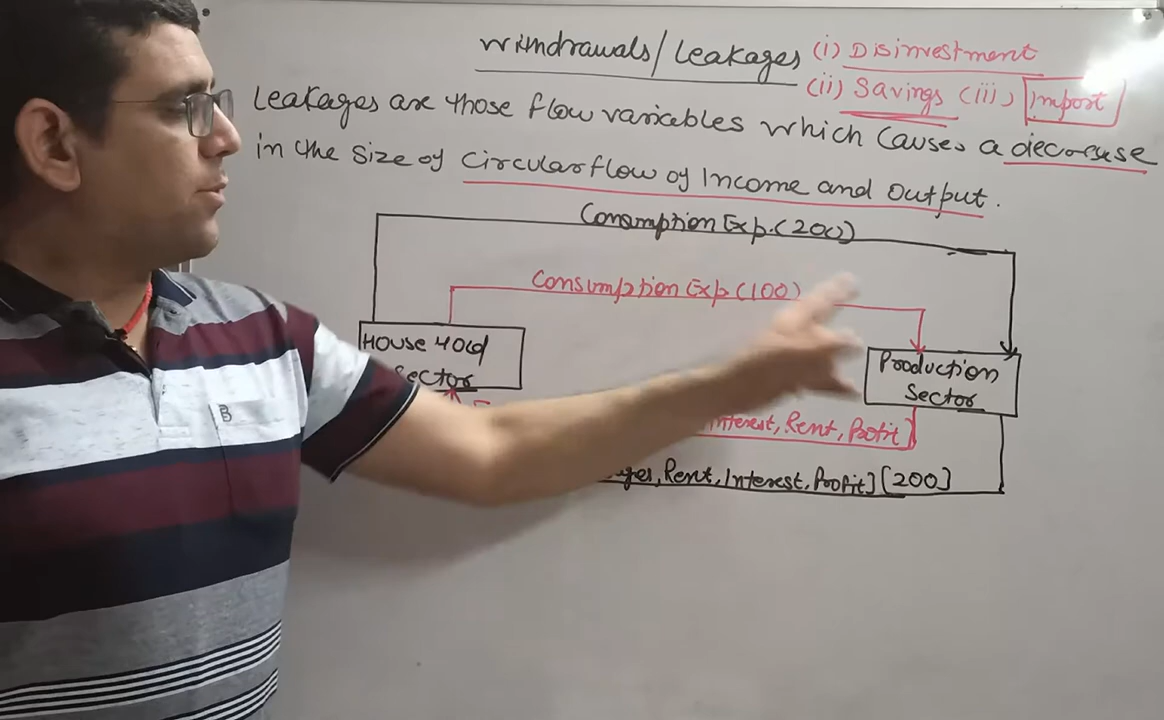 Withdrawals/Leakages (i) Disinvestment
(ii) Savings (iii) Import
Leakages are those flow variables which causes a decrease
in the size of circular flow of Income and Output.
Consumption Exp. (200)
Consumption Exp (100)
House Hold
Sector
Production
Sector
Interest, Rent, Profit]
Rent, Interest, Profit] [200]
B